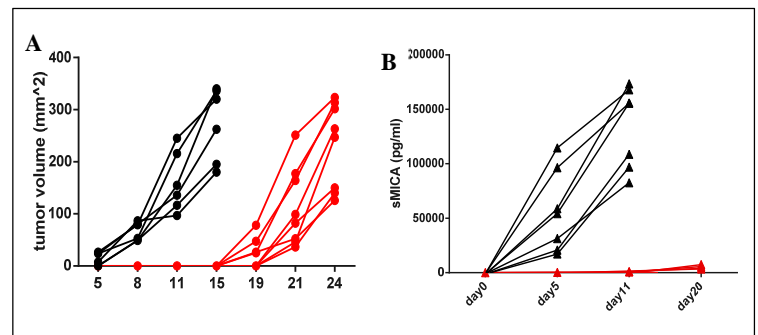 A
tumor volume (mm^2)
400
300
200
100
0
5 8 11 15 19 21 24
B
sMICA (pg/ml)
200000
150000
100000
50000
0
day0 day5 day11 day20